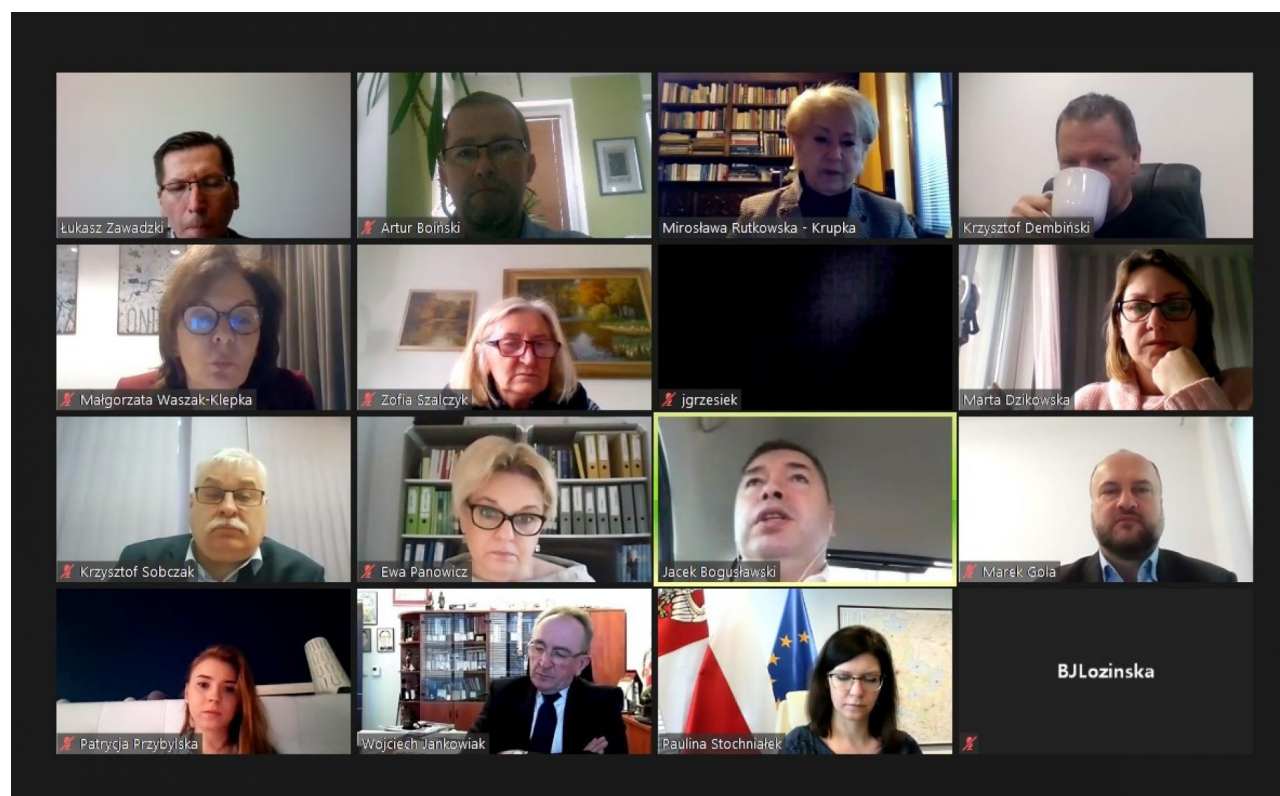 Łukasz Zawadzki
Artur Boiński
Mirosława Rutkowska - Krupka
Krzysztof Dembiński
Małgorzata Waszak-Klepka
Zofia Szalczyk
jgrzesiek
Marta Dzikowska
Krzysztof Sobczak
Ewa Panowicz
Jacek Bogusławski
Marek Gola
Patrycja Przybylska
Wojciech Jankowiak
Paulina Stochniałek
BJLozinska